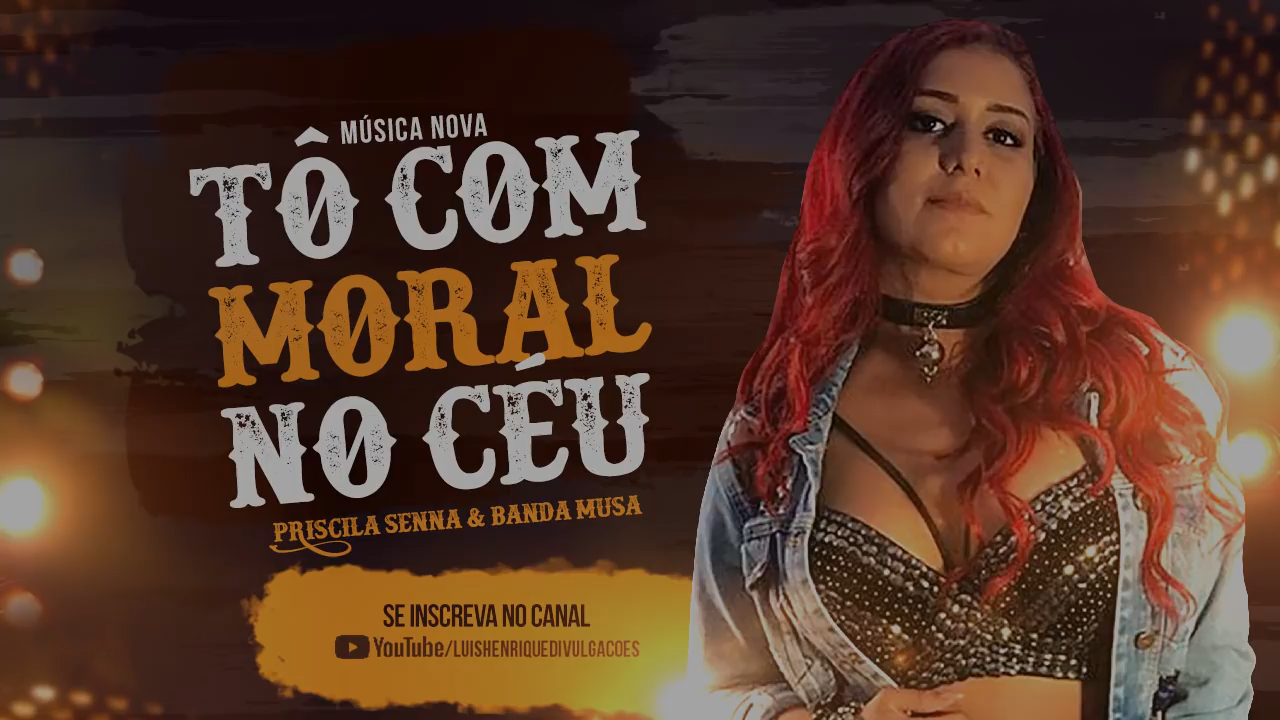 MÚSICA NOVA
TÔ COM
MORAL
NO CÉU
PRISCILA SENNA & BANDA MUSA
SE INSCREVA NO CANAL
YouTube/LUISHENRIQUEDIVULGACOES